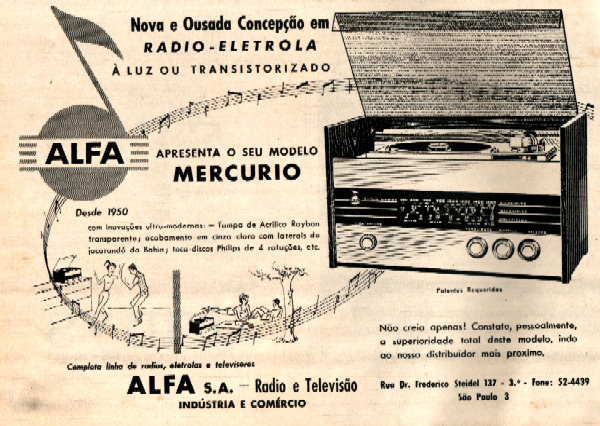 Nova e Ousada Concepção em
RADIO-ELETROLA
À LUZ OU TRANSISTORIZADO
ALFA
APRESENTA O SEU MODELO
MERCURIO
Desde 1950
com inovações ultra-modernas: — Tampa de Acrílico Rayban
transparente; acabamento em cinza claro com laterais de
jacarandá da Bahia; toca-discos Philips de 4 rotações, etc.
Patentes Requeridas
Não creia apenas! Constate, pessoalmente,
a superioridade total deste modelo, indo
ao nosso distribuidor mais proximo.
Completa linha de radios, eletrolas e televisores
ALFA S.A. — Radio e Televisão
INDÚSTRIA E COMÉRCIO
Rua Dr. Frederico Steidel 137 - 3.º - Fone: 52-4439
São Paulo 3